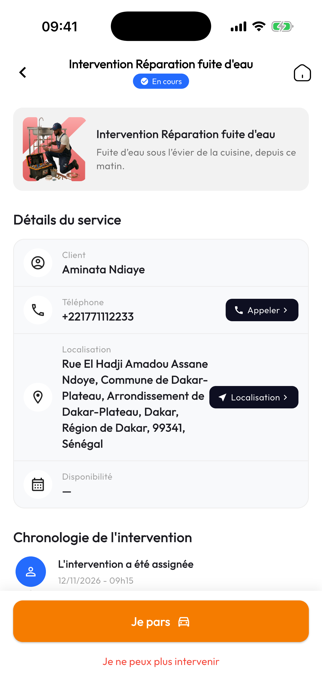 09:41
Intervention Réparation fuite d'eau
En cours
Intervention Réparation fuite d'eau
Fuite d'eau sous l'évier de la cuisine, depuis ce
matin.
Détails du service
Client
Aminata Ndiaye
Téléphone
+221771112233
Appeler
Localisation
Rue El Hadji Amadou Assane
Ndoye, Commune de Dakar-
Plateau, Arrondissement de
Dakar-Plateau, Dakar,
Région de Dakar, 99341,
Sénégal
Localisation
Disponibilité
—
Chronologie de l'intervention
L'intervention a été assignée
12/11/2026 - 09h15
Je pars
Je ne peux plus intervenir